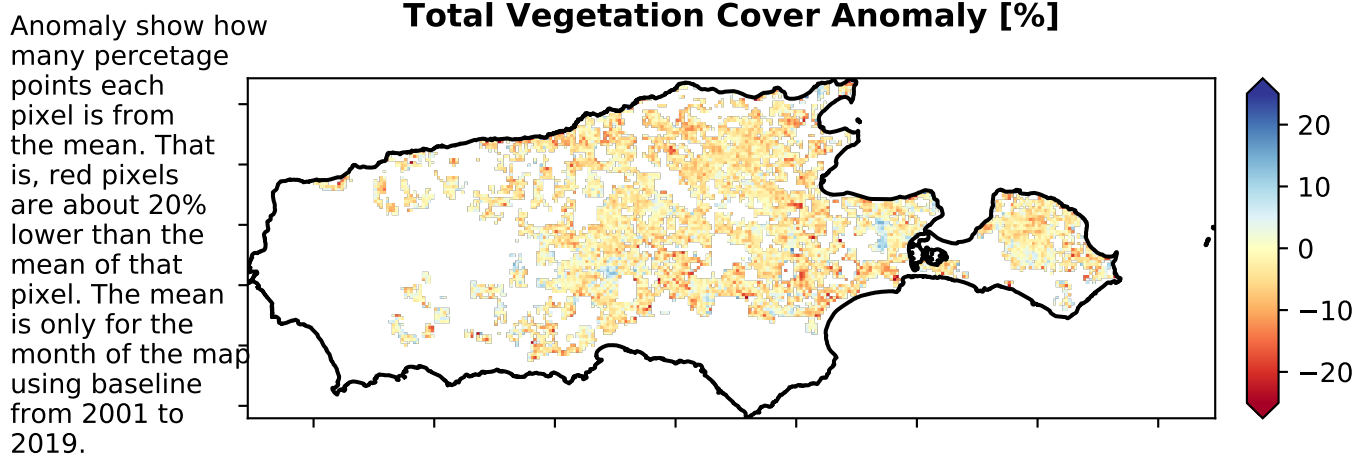 Total Vegetation Cover Anomaly [%]
Anomaly show how
many percetage
points each
pixel is from
the mean. That
is, red pixels
are about 20%
lower than the
mean of that
pixel. The mean
is only for the
month of the map
using baseline
from 2001 to
2019.
20
10
0
−10
−20